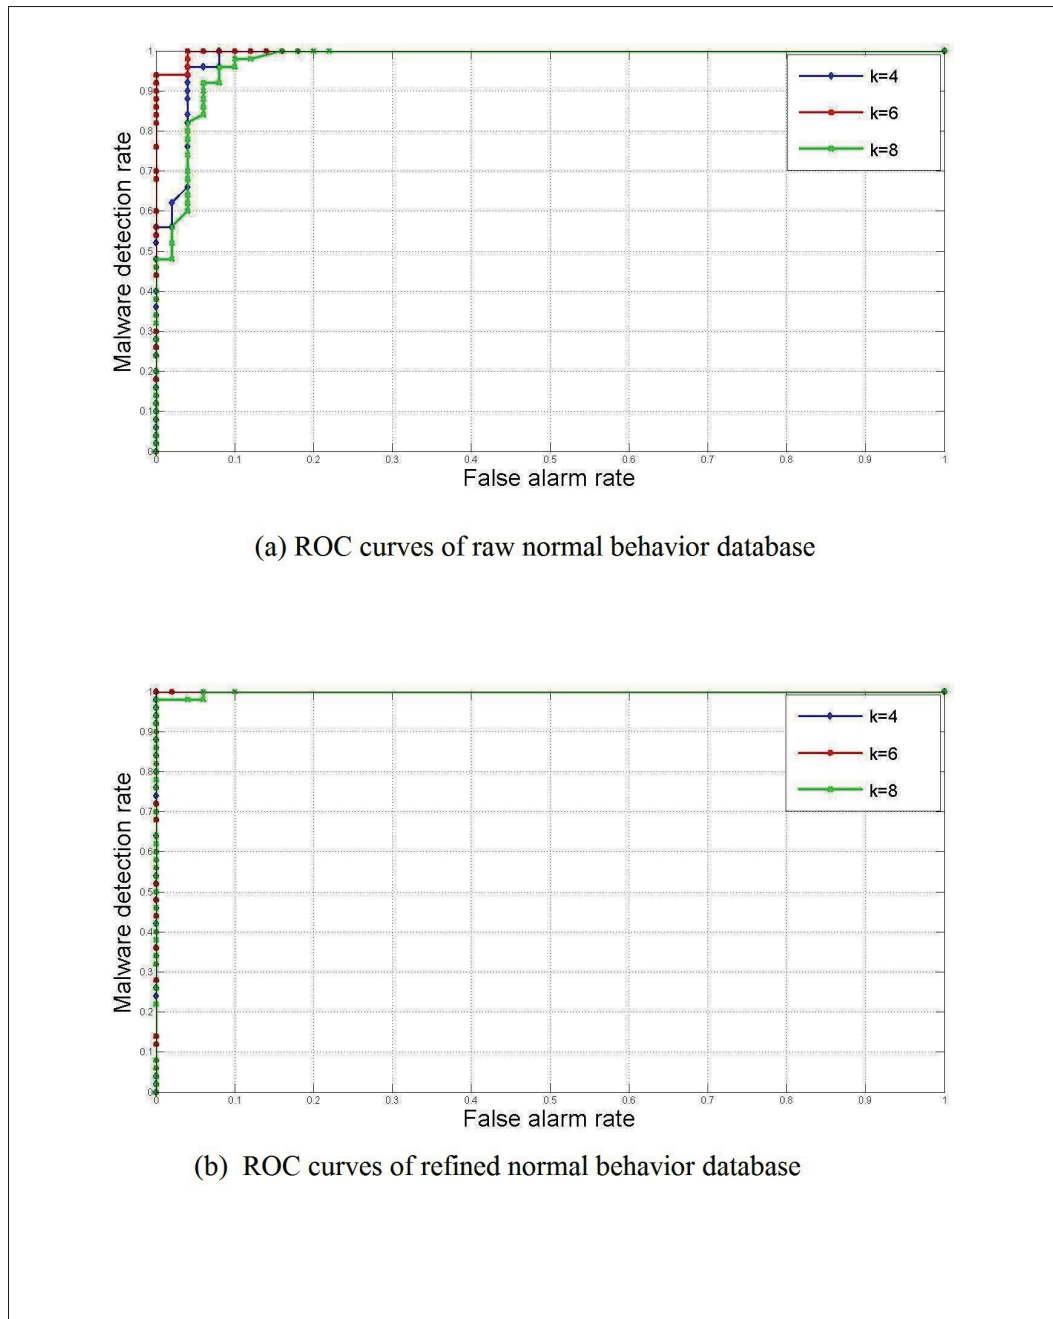 1
0.9
0.8
0.7
0.6
0.5
0.4
0.3
0.2
0.1
0
Malware detection rate
k=4
k=6
k=8
0 0.1 0.2 0.3 0.4 0.5 0.6 0.7 0.8 0.9 1
False alarm rate
(a) ROC curves of raw normal behavior database
1
0.9
0.8
0.7
0.6
0.5
0.4
0.3
0.2
0.1
0
Malware detection rate
k=4
k=6
k=8
0 0.1 0.2 0.3 0.4 0.5 0.6 0.7 0.8 0.9 1
False alarm rate
(b) ROC curves of refined normal behavior database